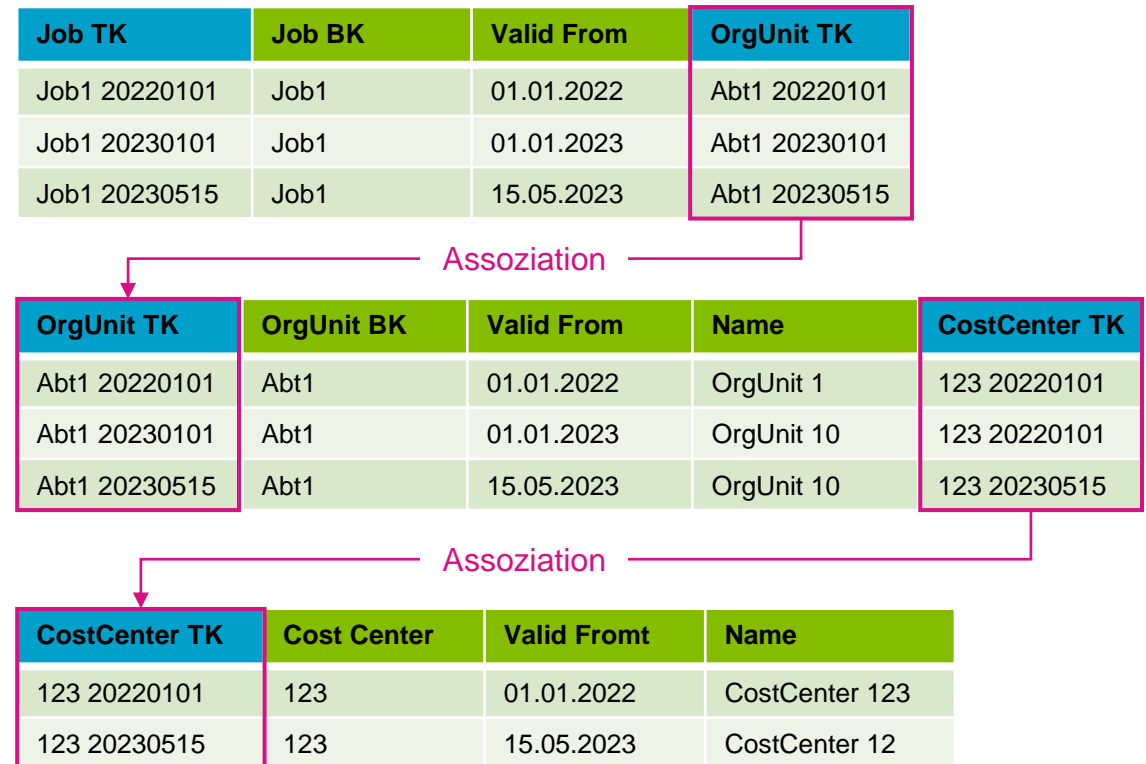 Job TK Job BK Valid From OrgUnit TK
Job1 20220101 Job1 01.01.2022 Abt1 20220101
Job1 20230101 Job1 01.01.2023 Abt1 20230101
Job1 20230515 Job1 15.05.2023 Abt1 20230515
Assoziation
OrgUnit TK OrgUnit BK Valid From Name CostCenter TK
Abt1 20220101 Abt1 01.01.2022 OrgUnit 1 123 20220101
Abt1 20230101 Abt1 01.01.2023 OrgUnit 10 123 20220101
Abt1 20230515 Abt1 15.05.2023 OrgUnit 10 123 20230515
Assoziation
CostCenter TK Cost Center Valid Fromt Name
123 20220101 123 01.01.2022 CostCenter 123
123 20230515 123 15.05.2023 CostCenter 12